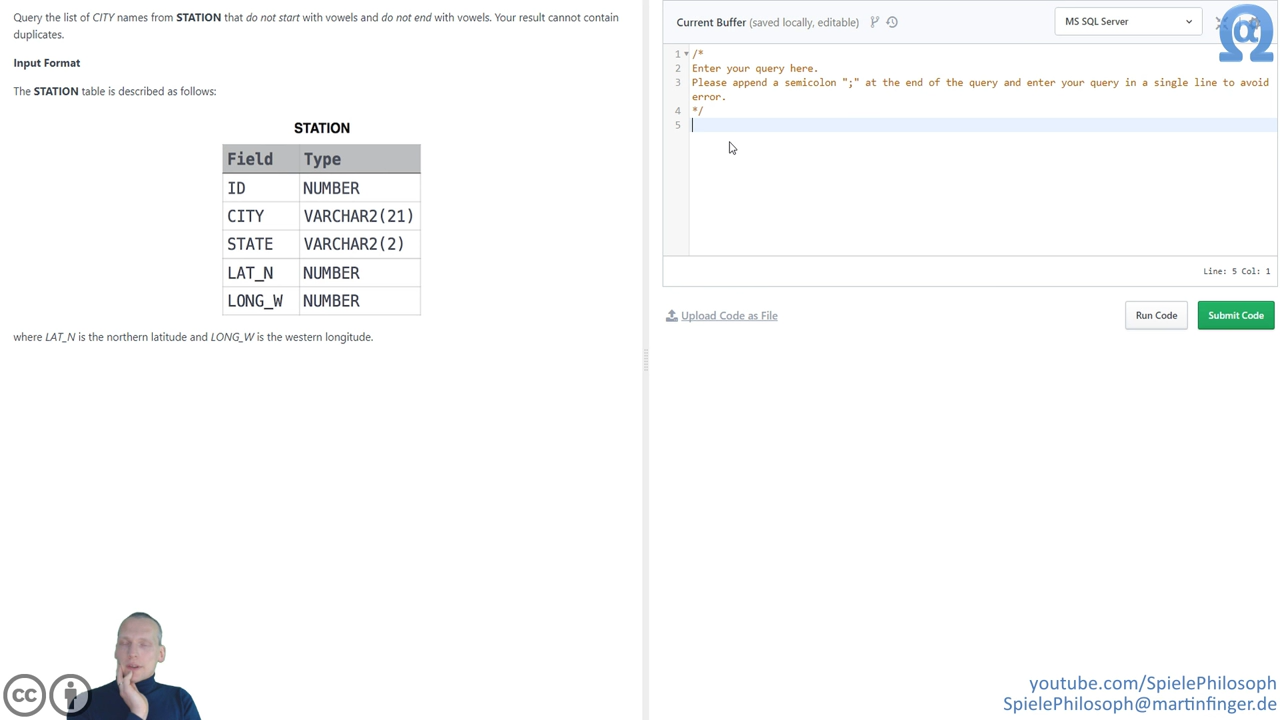 Query the list of CITY names from STATION that do not start with vowels and do not end with vowels. Your result cannot contain
duplicates.
Input Format
The STATION table is described as follows:
STATION
Field Type
ID NUMBER
CITY VARCHAR2(21)
STATE VARCHAR2(2)
LAT_N NUMBER
LONG_W NUMBER
where LAT_N is the northern latitude and LONG_W is the western longitude.
Current Buffer (saved locally, editable)
MS SQL Server
α
Ω
1 /*
2 Enter your query here.
3 Please append a semicolon ";" at the end of the query and enter your query in a single line to avoid
error.
4 */
5
Line: 5 Col: 1
Upload Code as File
Run Code
Submit Code
cc
youtube.com/SpielePhilosoph
SpielePhilosoph@martinfinger.de